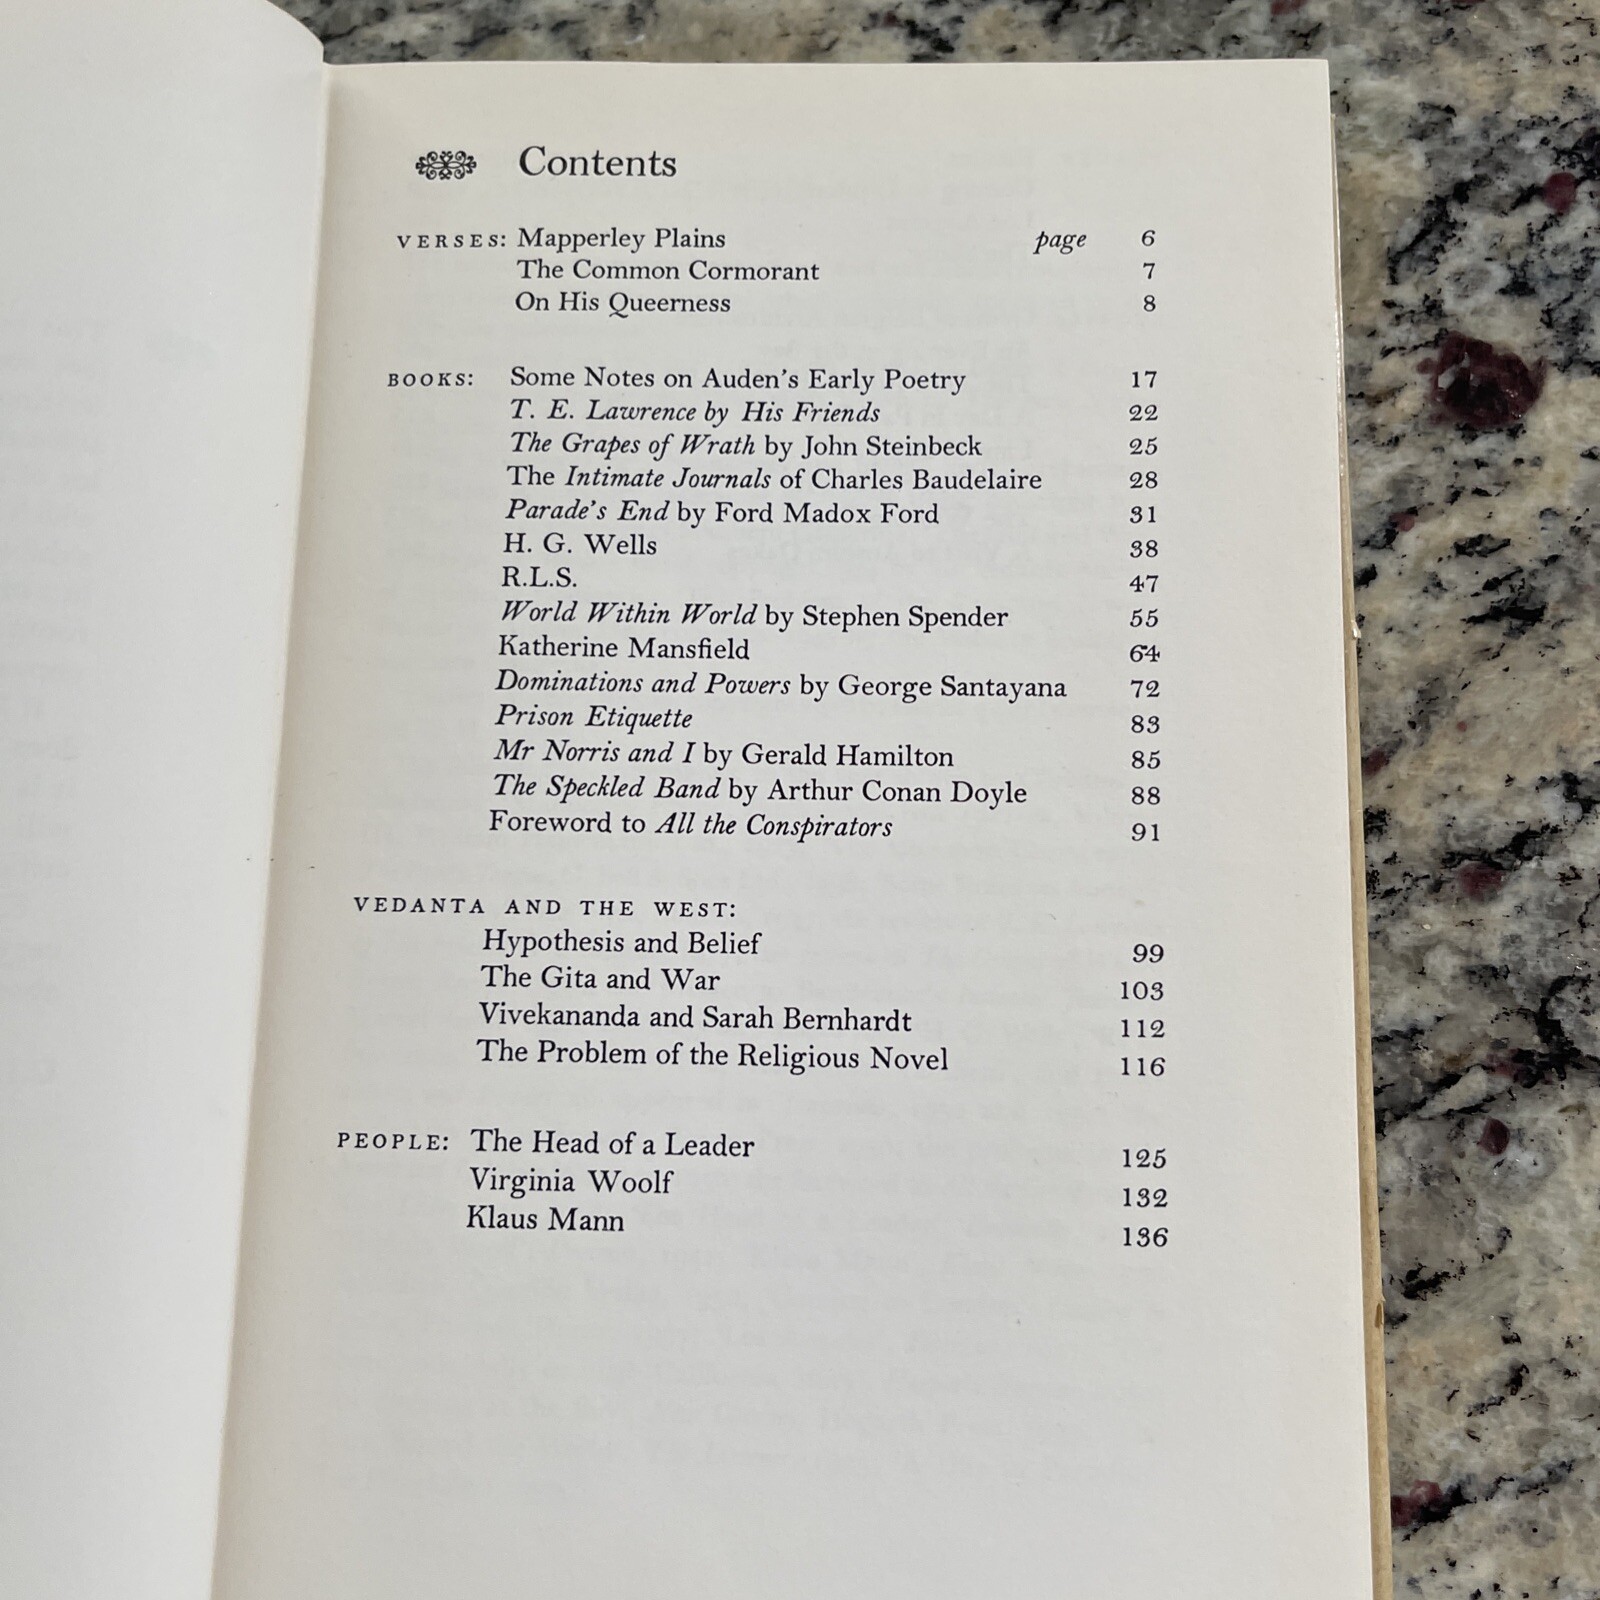 Contents
VERSES: Mapperley Plains page 6
The Common Cormorant 7
On His Queerness 8
BOOKS: Some Notes on Auden's Early Poetry 17
T. E. Lawrence by His Friends 22
The Grapes of Wrath by John Steinbeck 25
The Intimate Journals of Charles Baudelaire 28
Parade's End by Ford Madox Ford 31
H. G. Wells 38
R.L.S. 47
World Within World by Stephen Spender 55
Katherine Mansfield 64
Dominations and Powers by George Santayana 72
Prison Etiquette 83
Mr Norris and I by Gerald Hamilton 85
The Speckled Band by Arthur Conan Doyle 88
Foreword to All the Conspirators 91
VEDANTA AND THE WEST:
Hypothesis and Belief 99
The Gita and War 103
Vivekananda and Sarah Bernhardt 112
The Problem of the Religious Novel 116
PEOPLE: The Head of a Leader 125
Virginia Woolf 132
Klaus Mann 136